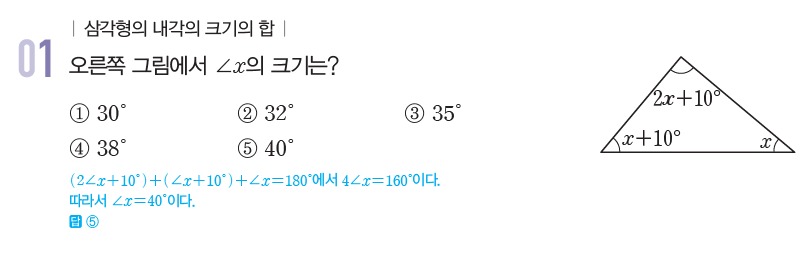 | 삼각형의 내각의 크기의 합 |
01
오른쪽 그림에서 ∠x의 크기는?
① 30° ② 32° ③ 35°
④ 38° ⑤ 40°
(2∠x+10°)+(∠x+10°)+∠x=180°에서 4∠x=160°이다.
따라서 ∠x=40°이다.
답 ⑤
2x+10°
x+10°
x